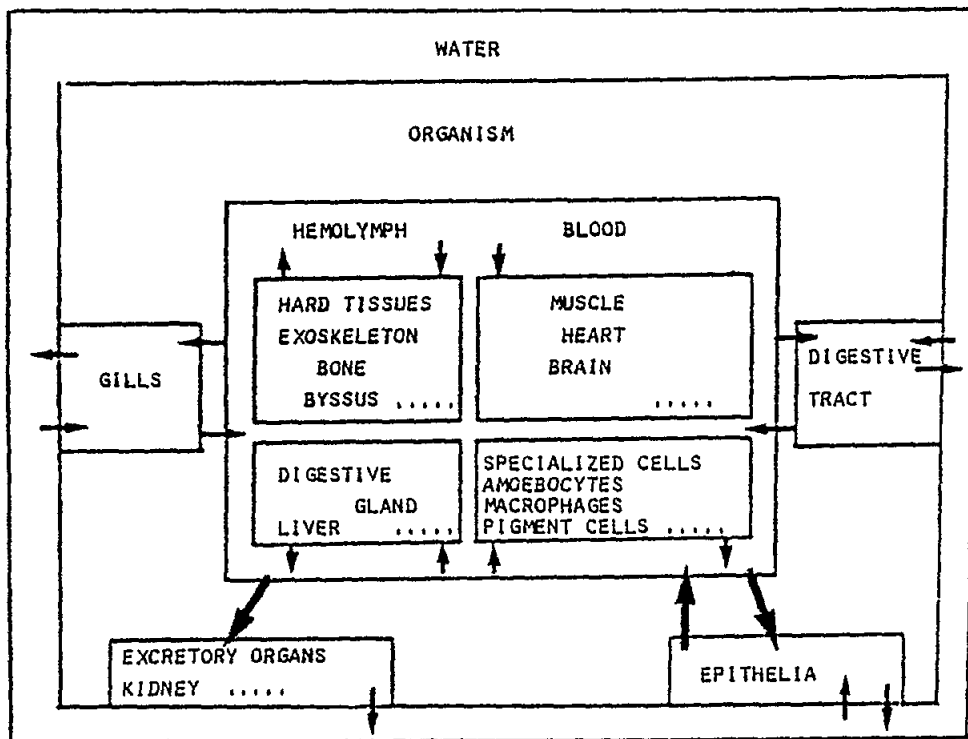 WATER
ORGANISM
HEMOLYMPH
BLOOD
HARD TISSUES
EXOSKELETON
BONE
BYSSUS .....
MUSCLE
HEART
BRAIN
.....
GILLS
DIGESTIVE
TRACT
DIGESTIVE
GLAND
LIVER .....
SPECIALIZED CELLS
AMOEBOCYTES
MACROPHAGES
PIGMENT CELLS .....
EXCRETORY ORGANS
KIDNEY .....
EPITHELIA